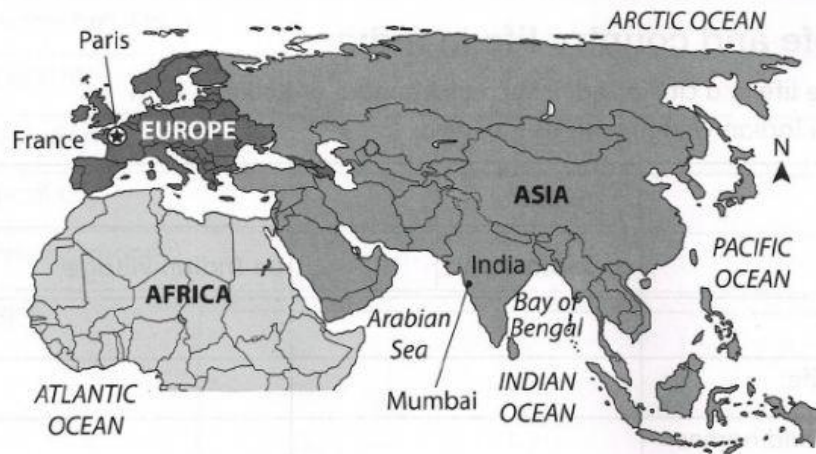 ARCTIC OCEAN
Paris
France
EUROPE
N
ASIA
PACIFIC
OCEAN
India
AFRICA
Arabian
Sea
Bay of
Bengal
ATLANTIC
OCEAN
Mumbai
INDIAN
OCEAN